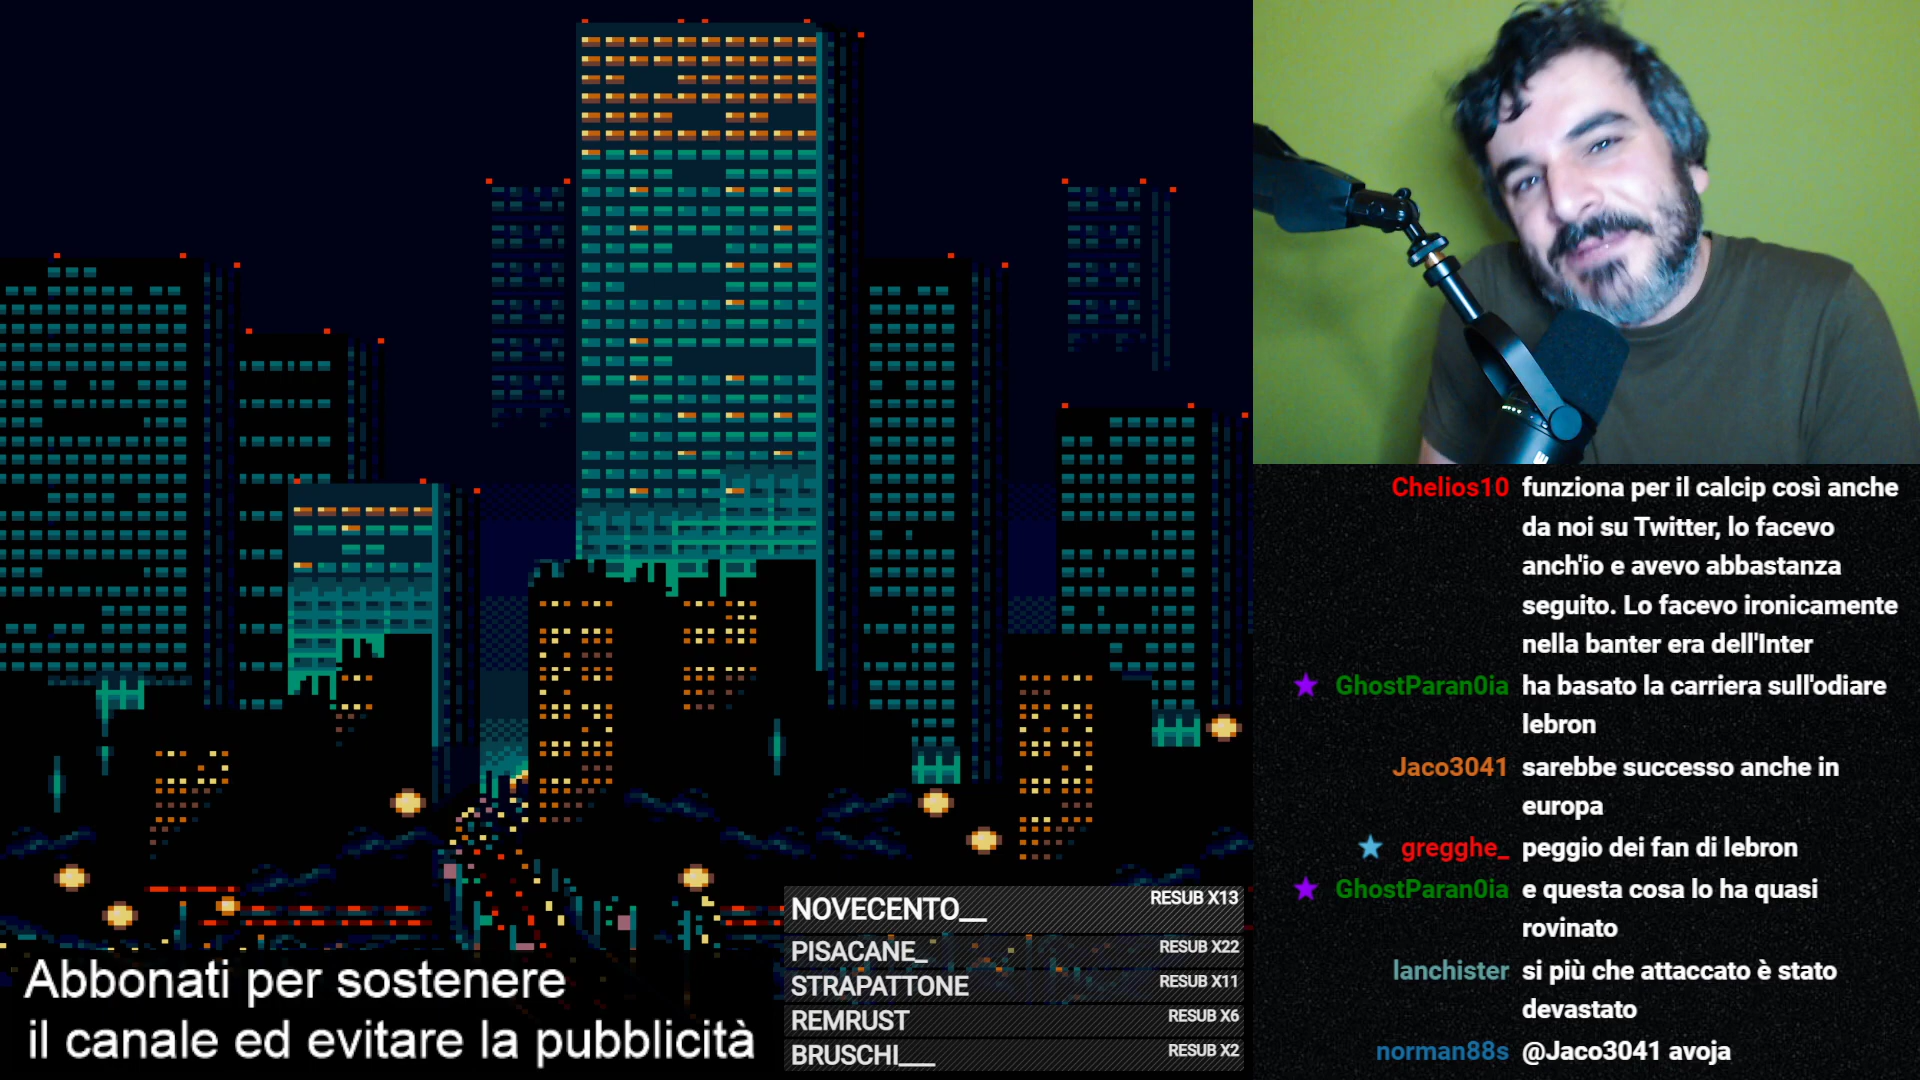 Chelios10 funziona per il calcip così anche
da noi su Twitter, lo facevo
anch'io e avevo abbastanza
seguito. Lo facevo ironicamente
nella banter era dell'Inter
GhostParan0ia ha basato la carriera sull'odiare
lebron
Jaco3041 sarebbe successo anche in
europa
gregghe_ peggio dei fan di lebron
GhostParan0ia e questa cosa lo ha quasi
rovinato
lanchister si più che attaccato è stato
devastato
norman88s @Jaco3041 avoja
NOVECENTO__ RESUB X13
PISACANE_ RESUB X22
STRAPATTONE RESUB X11
REMRUST RESUB X6
BRUSCHI___ RESUB X2
Abbonati per sostenere
il canale ed evitare la pubblicità